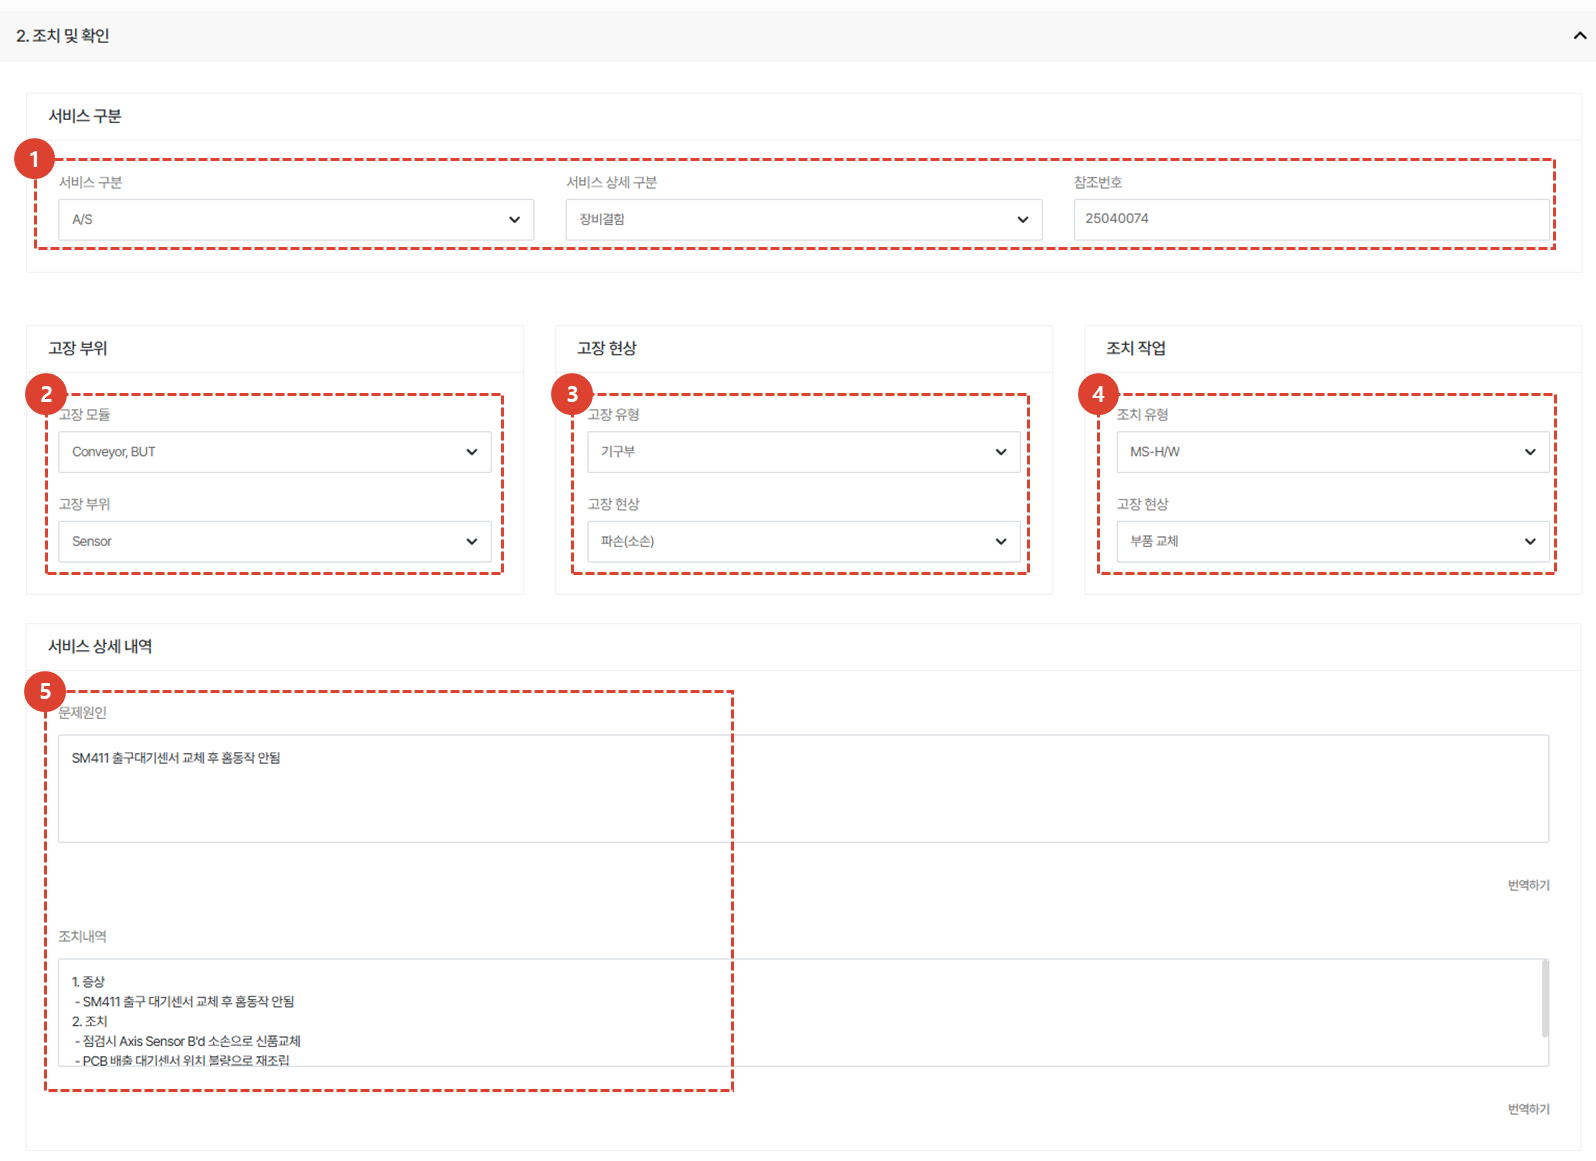 2. 조치 및 확인
서비스 구분
1
서비스 구분
서비스 상세 구분
참조번호
A/S
장비결함
25040074
고장 부위
고장 현상
조치 작업
2
3
4
고장 모듈
고장 유형
조치 유형
Conveyor, BUT
기구부
MS-H/W
고장 부위
고장 현상
고장 현상
Sensor
파손(소손)
부품 교체
서비스 상세 내역
5
문제원인
SM411 출구대기센서 교체 후 홈동작 안됨
번역하기
조치내역
1. 증상
- SM411 출구 대기센서 교체 후 홈동작 안됨
2. 조치
- 점검시 Axis Sensor B'd 소손으로 신품교체
- PCB 배출 대기센서 위치 불량으로 재조립
번역하기